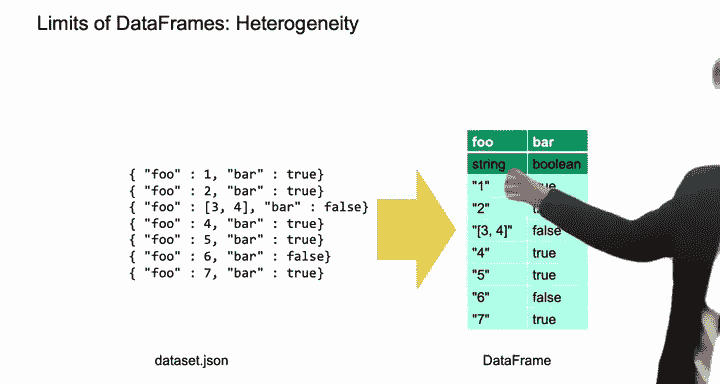 Limits of DataFrames: Heterogeneity
{ "foo" : 1, "bar" : true}
{ "foo" : 2, "bar" : true}
{ "foo" : [3, 4], "bar" : false}
{ "foo" : 4, "bar" : true}
{ "foo" : 5, "bar" : true}
{ "foo" : 6, "bar" : false}
{ "foo" : 7, "bar" : true}
dataset.json
foo bar
string boolean
"1"
"2"
"[3, 4]" false
"4" true
"5" true
"6" false
"7" true
DataFrame